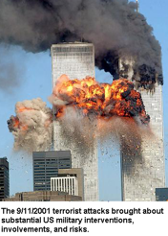 The 9/11/2001 terrorist attacks brought about
substantial US military interventions,
involvements, and risks.